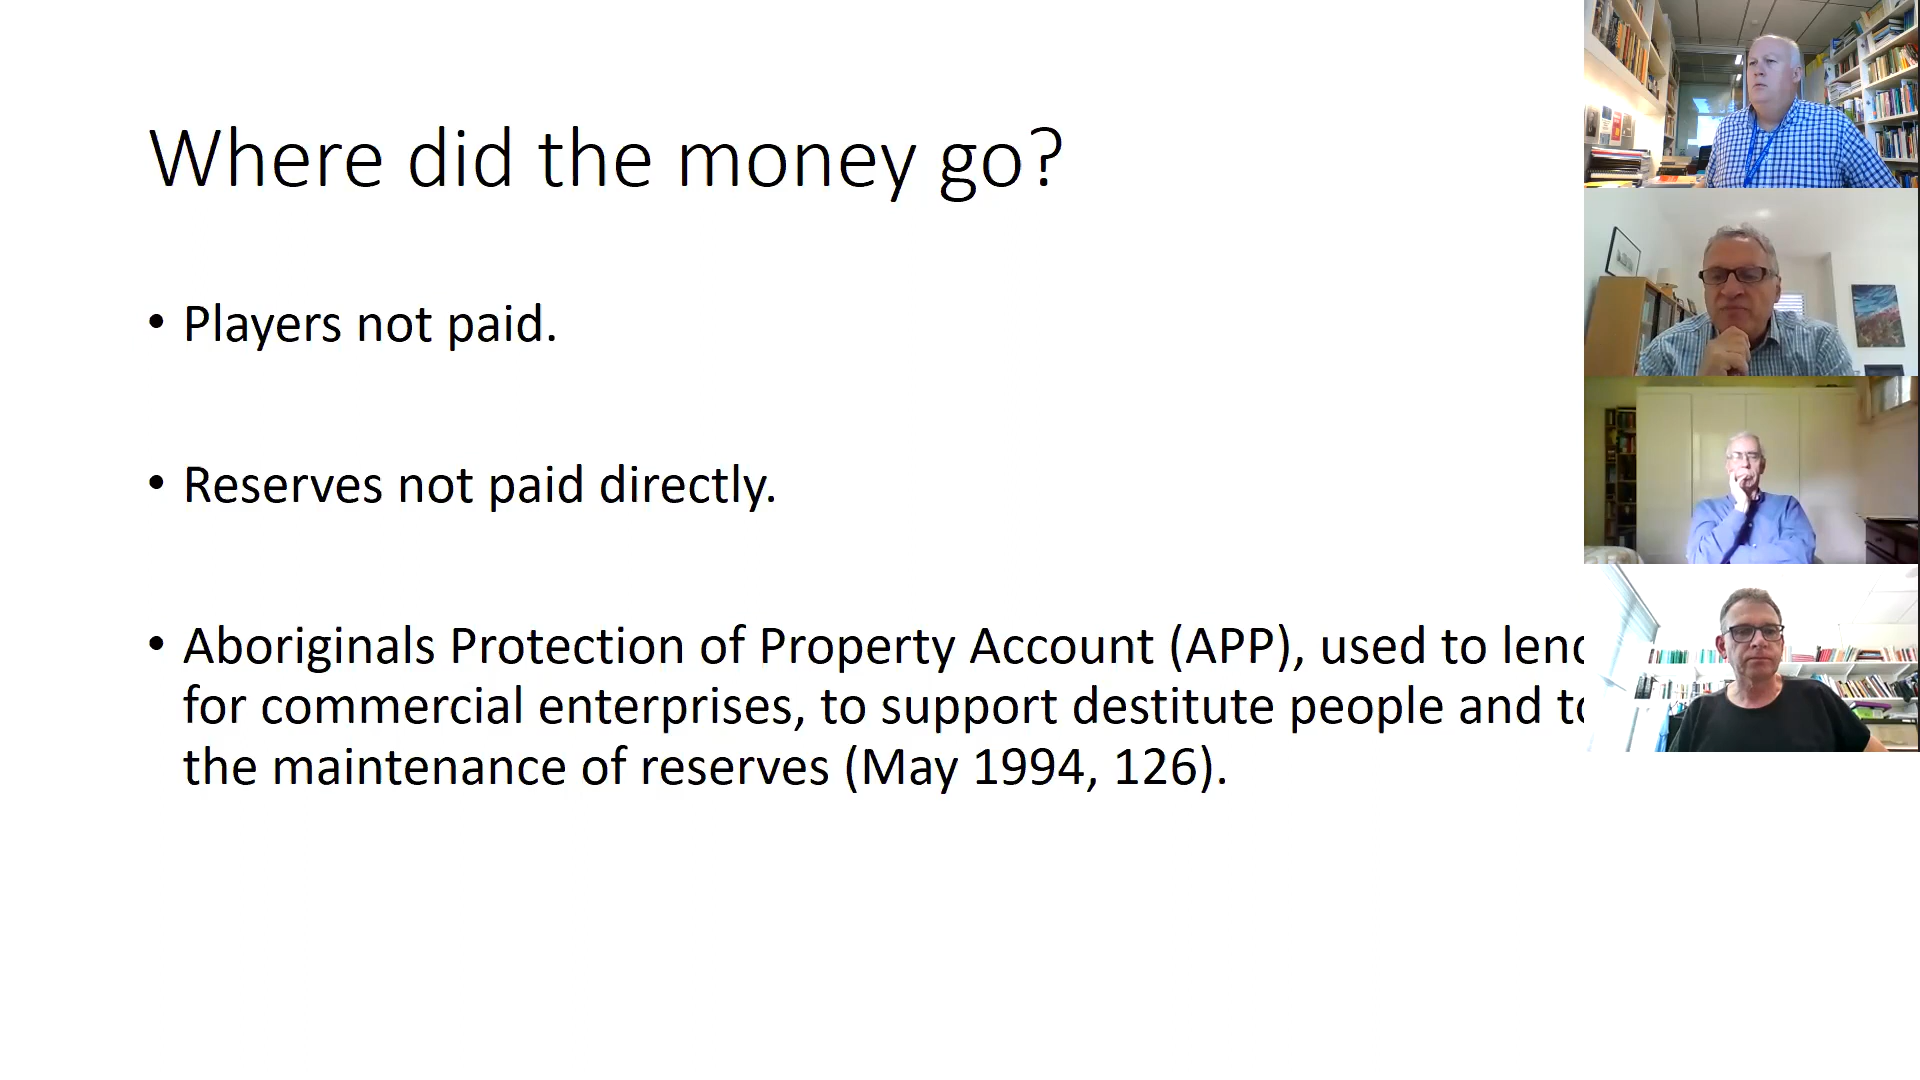 Where did the money go?
• Players not paid.
• Reserves not paid directly.
• Aboriginals Protection of Property Account (APP), used to lend
for commercial enterprises, to support destitute people and to
the maintenance of reserves (May 1994, 126).